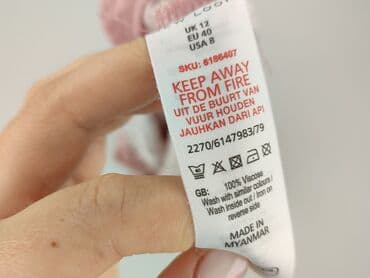 UK 12
EU 40
USA 8
SKU: 6186467
KEEP AWAY
FROM FIRE
UIT DE BUURT VAN
VUUR HOUDEN
JAUHKAN DARI API
2270/6147983/79
GB: 100% Viscose
Wash with similar colours /
Wash inside out / Iron on
reverse side
MADE IN
MYANMAR